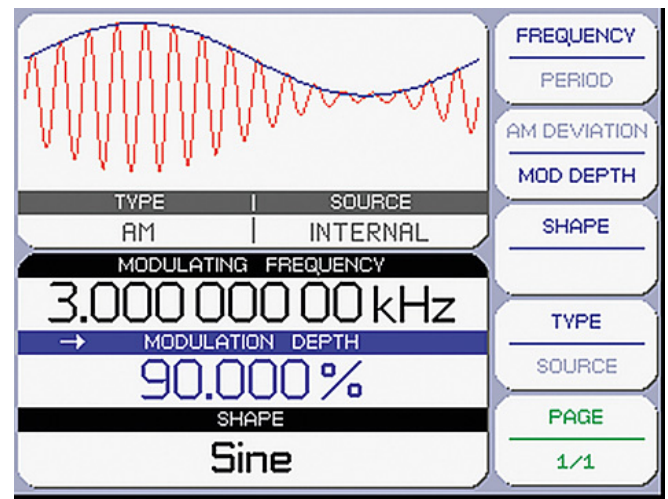 TYPE | SOURCE
AM | INTERNAL
MODULATING FREQUENCY
3.000 000 00 kHz
→ MODULATION DEPTH
90.000%
SHAPE
Sine
FREQUENCY
PERIOD
AM DEVIATION
MOD DEPTH
SHAPE
TYPE
SOURCE
PAGE
1/1